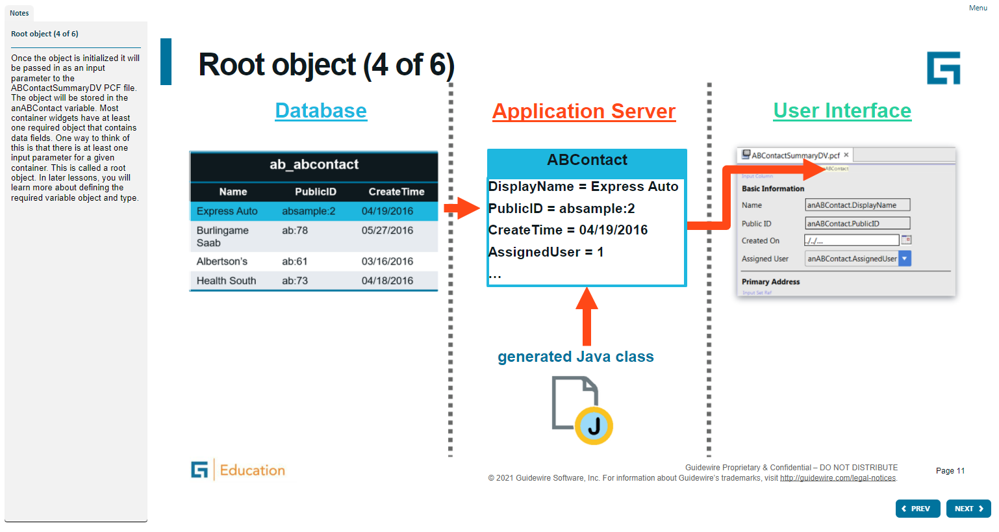 Notes
Menu
Root object (4 of 6)
Once the object is initialized it will
be passed in as an input
parameter to the
ABContactSummaryDV PCF file.
The object will be stored in the
anABContact variable. Most
container widgets have at least
one required object that contains
data fields. One way to think of
this is that there is at least one
input parameter for a given
container. This is called a root
object. In later lessons, you will
learn more about defining the
required variable object and type.
Root object (4 of 6)
Database
ab_abcontact
Name PublicID CreateTime
Express Auto absample:2 04/19/2016
Burlingame ab:78 05/27/2016
Saab
Albertson's ab:61 03/16/2016
Health South ab:73 04/18/2016
Application Server
ABContact
DisplayName = Express Auto
PublicID = absample:2
CreateTime = 04/19/2016
AssignedUser = 1
...
generated Java class
J
User Interface
ABContactSummaryDV.pcf ×
ABContact
Input Column
Basic Information
Name anABContact.DisplayName
Public ID anABContact.PublicID
Created On ../../....
Assigned User anABContact.AssignedUser
Primary Address
Input Set Ref
Education
Guidewire Proprietary & Confidential – DO NOT DISTRIBUTE
© 2021 Guidewire Software, Inc. For information about Guidewire's trademarks, visit http://guidewire.com/legal-notices.
Page 11
PREV
NEXT